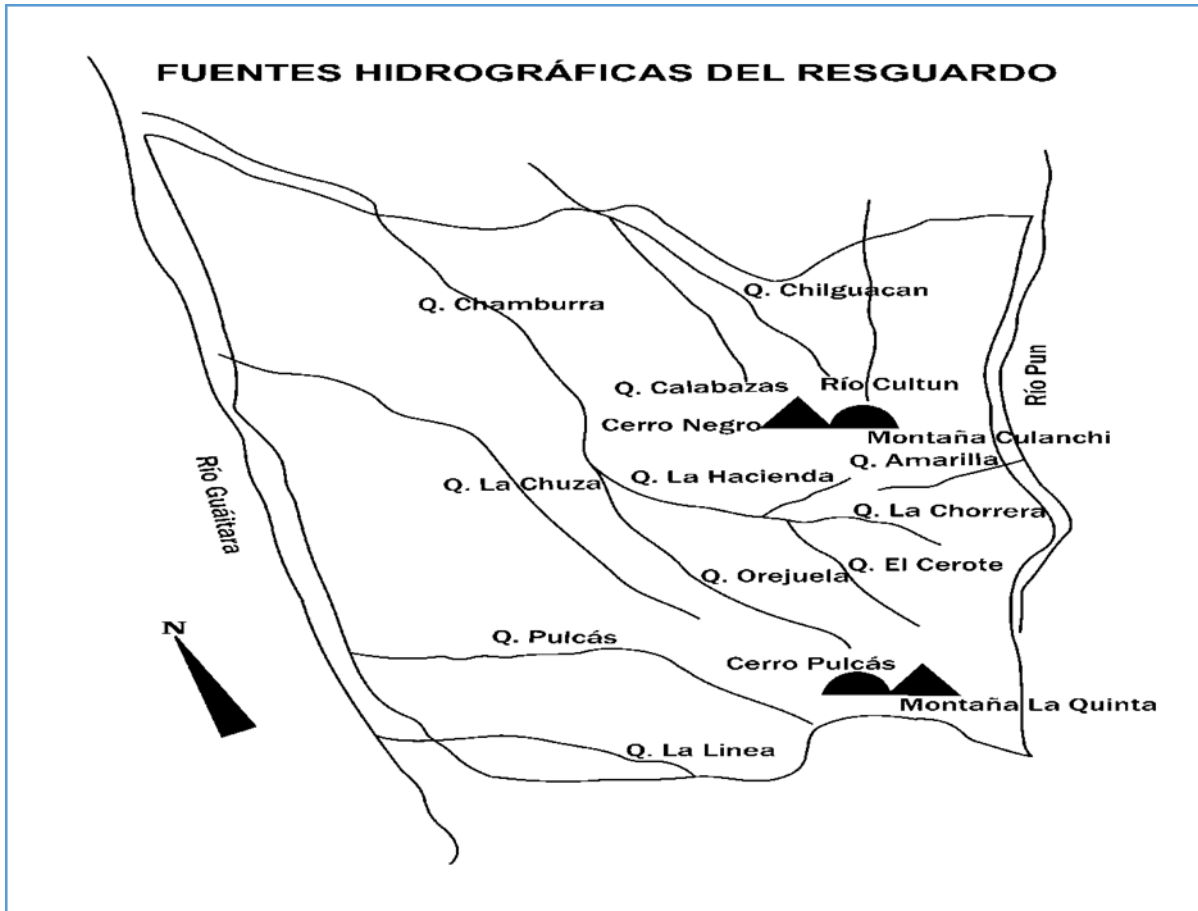 FUENTES HIDROGRÁFICAS DEL RESGUARDO
Q. Chilguacan
Q. Chamburra
Río Pun
Q. Calabazas
Río Cultun
Cerro Negro
Montaña Culanchi
Q. Amarilla
Q. La Hacienda
Q. La Chuza
Río Guáitara
Q. La Chorrera
Q. El Cerote
Q. Orejuela
N
Q. Pulcás
Cerro Pulcás
Montaña La Quinta
Q. La Linea